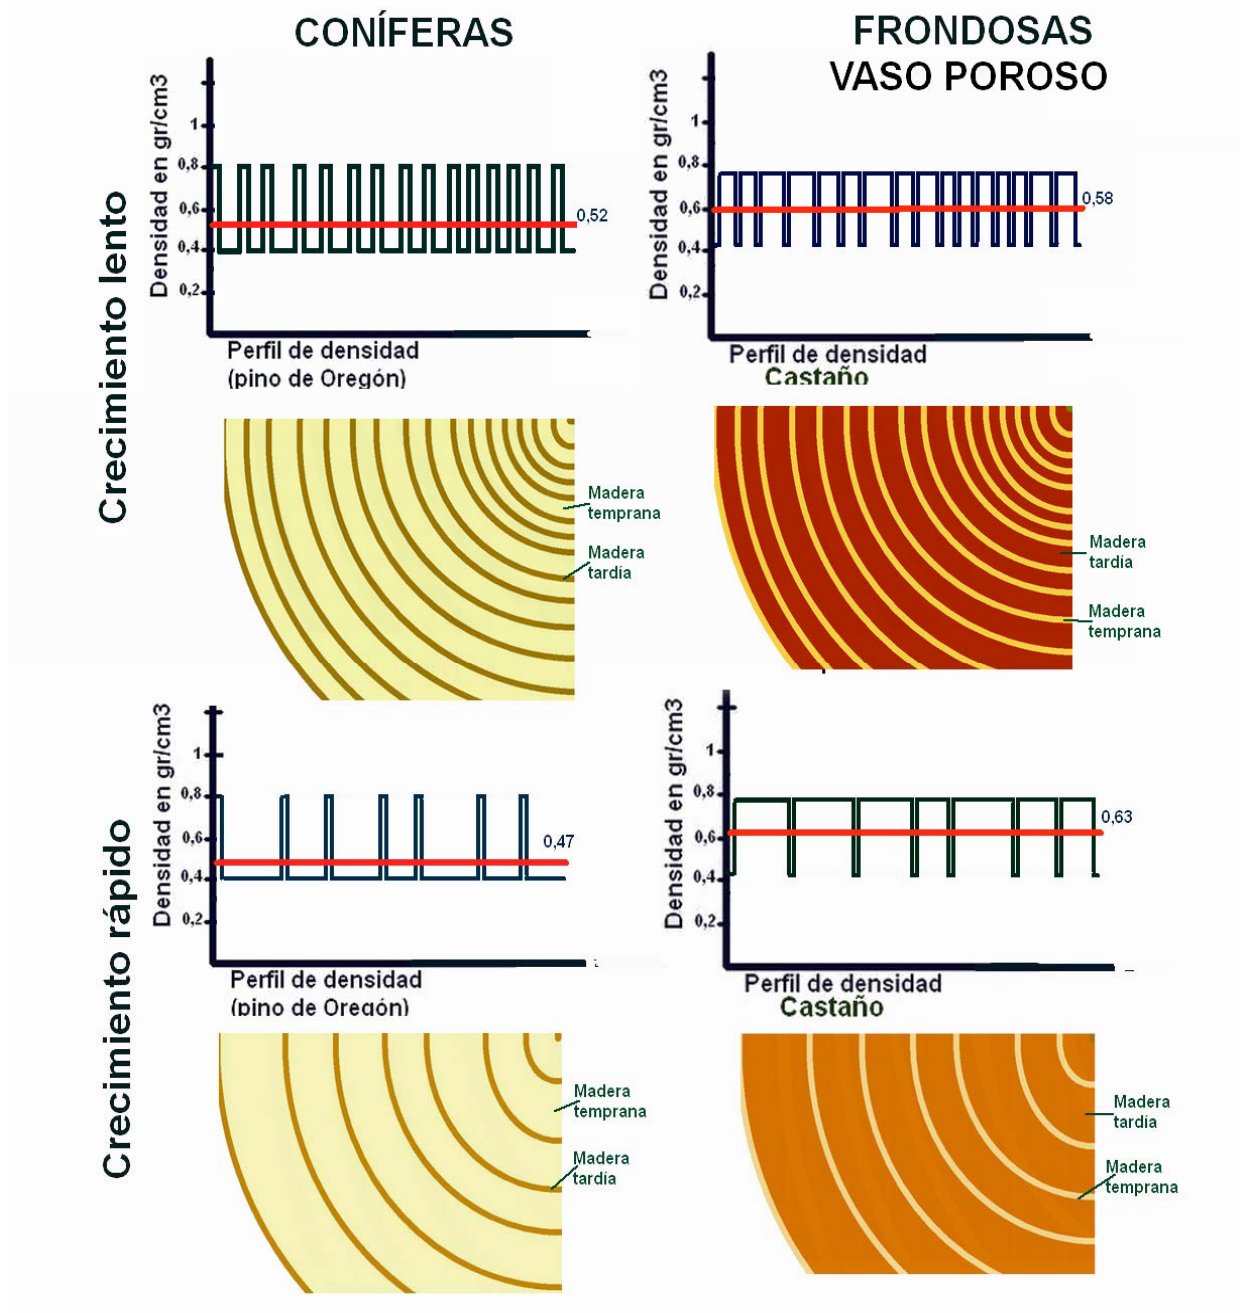 CONÍFERAS
FRONDOSAS
VASO POROSO
Crecimiento lento
Densidad en gr/cm3
1
0,8
0,6
0,4
0,2
0,52
Perfil de densidad
(pino de Oregón)
Densidad en gr/cm3
1
0,8
0,6
0,4
0,2
0,58
Perfil de densidad
Castaño
Madera
temprana
Madera
tardía
Madera
tardía
Madera
temprana
Crecimiento rápido
Densidad en gr/cm3
1
0,8
0,6
0,4
0,2
0,47
Perfil de densidad
(pino de Oregón)
Densidad en gr/cm3
1
0,8
0,6
0,4
0,2
0,63
Perfil de densidad
Castaño
Madera
temprana
Madera
tardía
Madera
tardía
Madera
temprana